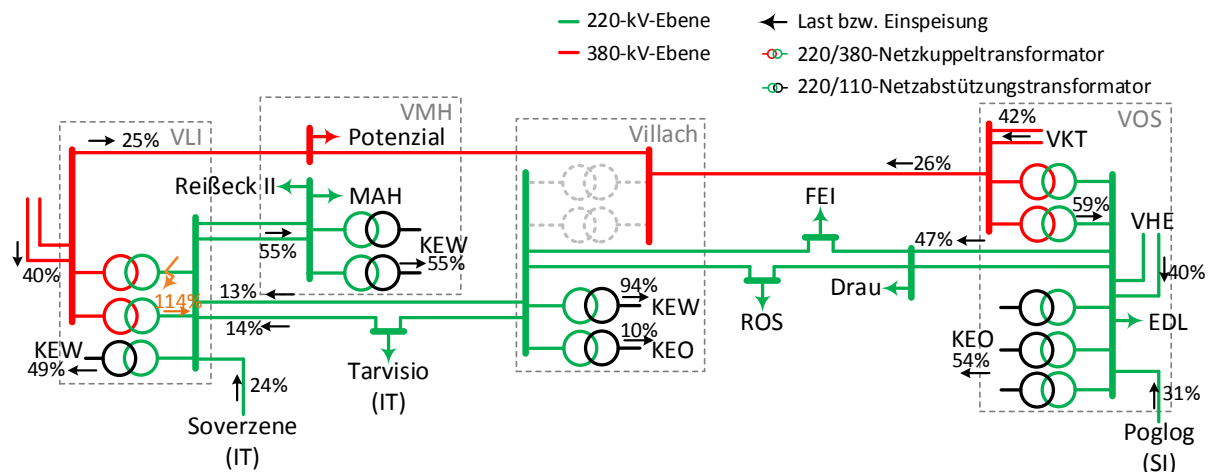 220-kV-Ebene
Last bzw. Einspeisung
380-kV-Ebene
220/380-Netzkuppeltransformator
220/110-Netzabstützungstransformator
VLI
VMH
Villach
VOS
25%
Potenzial
42%
VKT
26%
Reißeck II
MAH
FEI
59%
VHE
40%
55%
KEW
55%
47%
40%
114%
13%
94%
KEW
Drau
ROS
EDL
14%
10%
KEO
KEW
49%
KEO
54%
Tarvisio
(IT)
24%
31%
Soverzene
(IT)
Poglog
(SI)